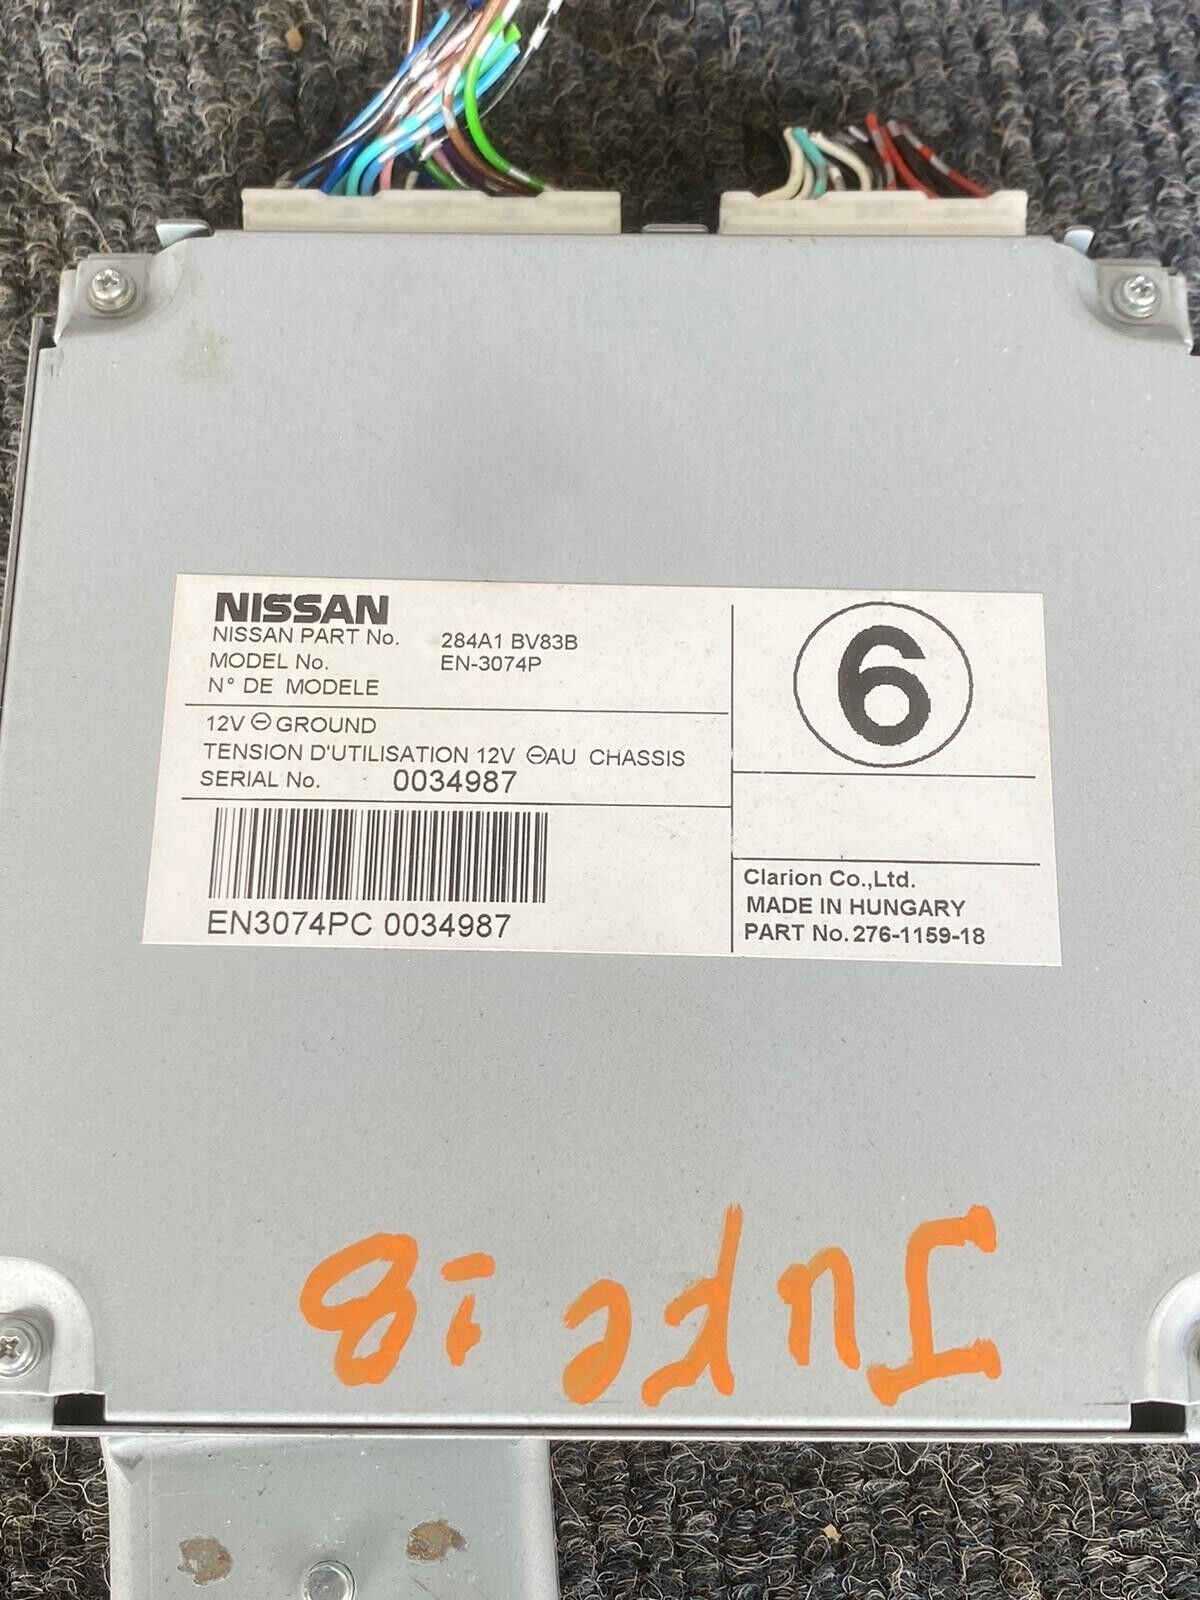 NISSAN
NISSAN PART No. 284A1 BV83B
MODEL No. EN-3074P
N° DE MODELE
12V ⊖ GROUND
TENSION D'UTILISATION 12V ⊖AU CHASSIS
SERIAL No. 0034987
EN3074PC 0034987
6
Clarion Co.,Ltd.
MADE IN HUNGARY
PART No. 276-1159-18
Juke 18